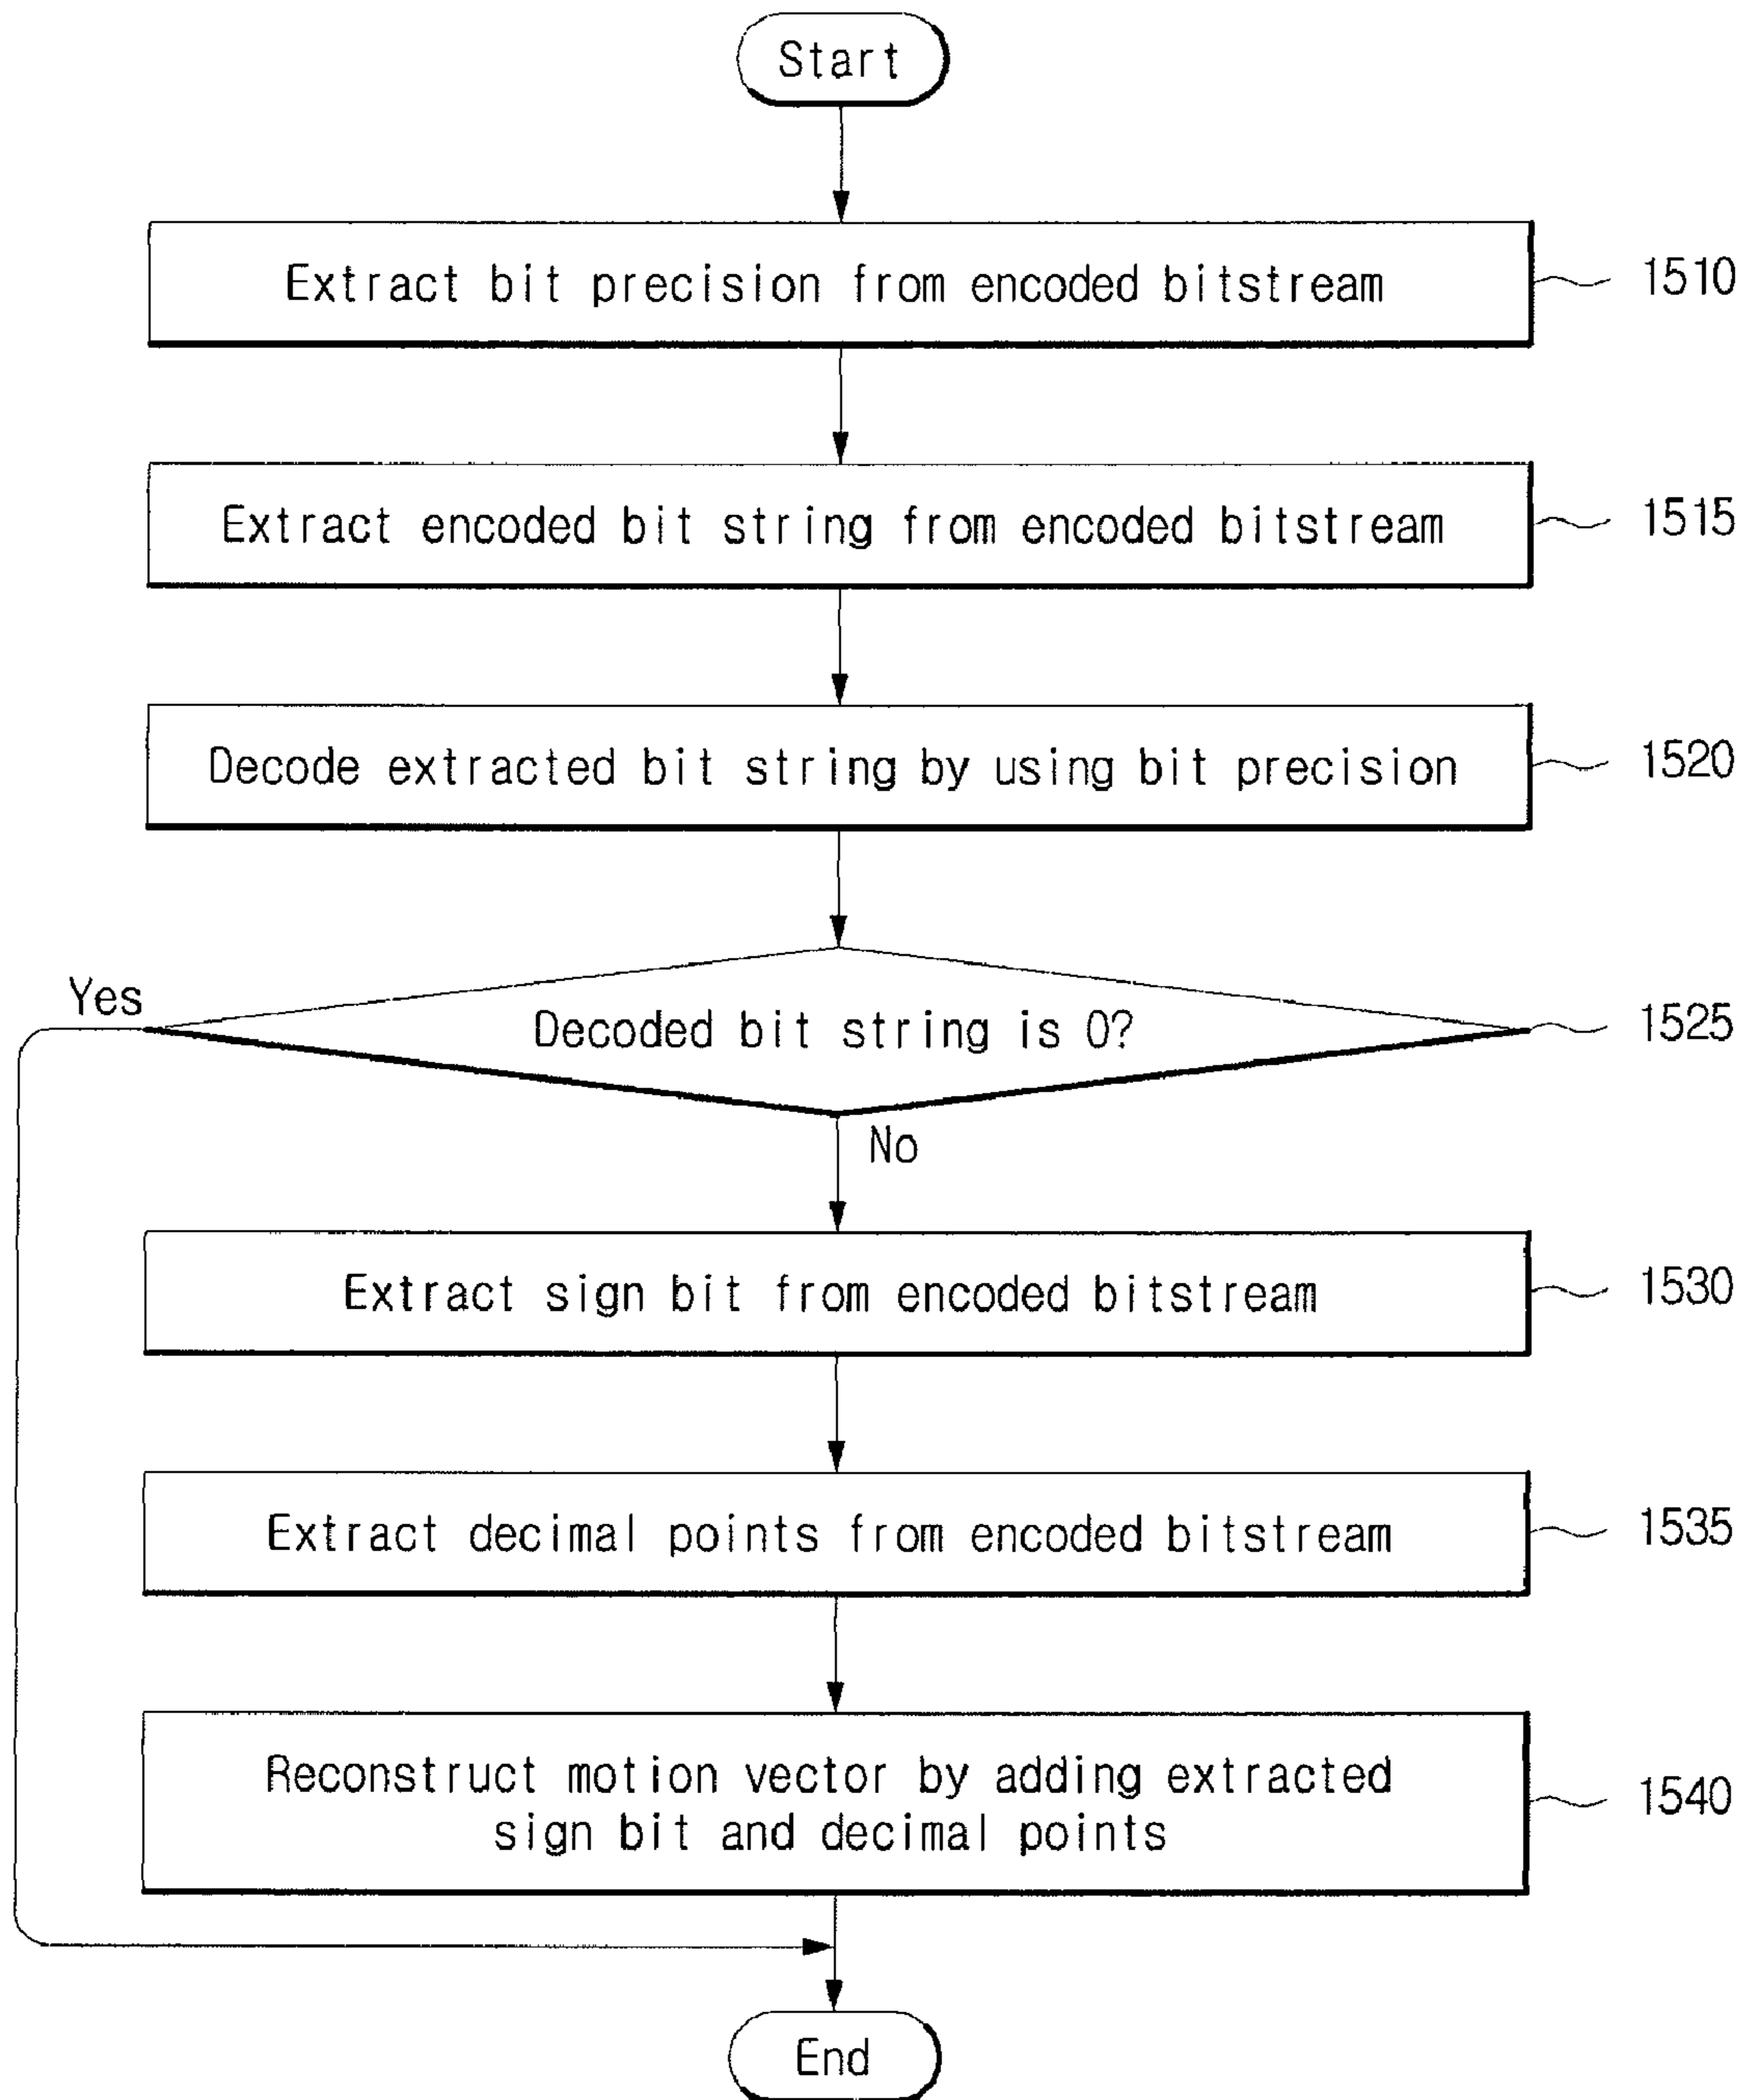 Start
Extract bit precision from encoded bitstream
1510
Extract encoded bit string from encoded bitstream
1515
Decode extracted bit string by using bit precision
1520
Yes
Decoded bit string is 0?
1525
No
Extract sign bit from encoded bitstream
1530
Extract decimal points from encoded bitstream
1535
Reconstruct motion vector by adding extracted
sign bit and decimal points
1540
End